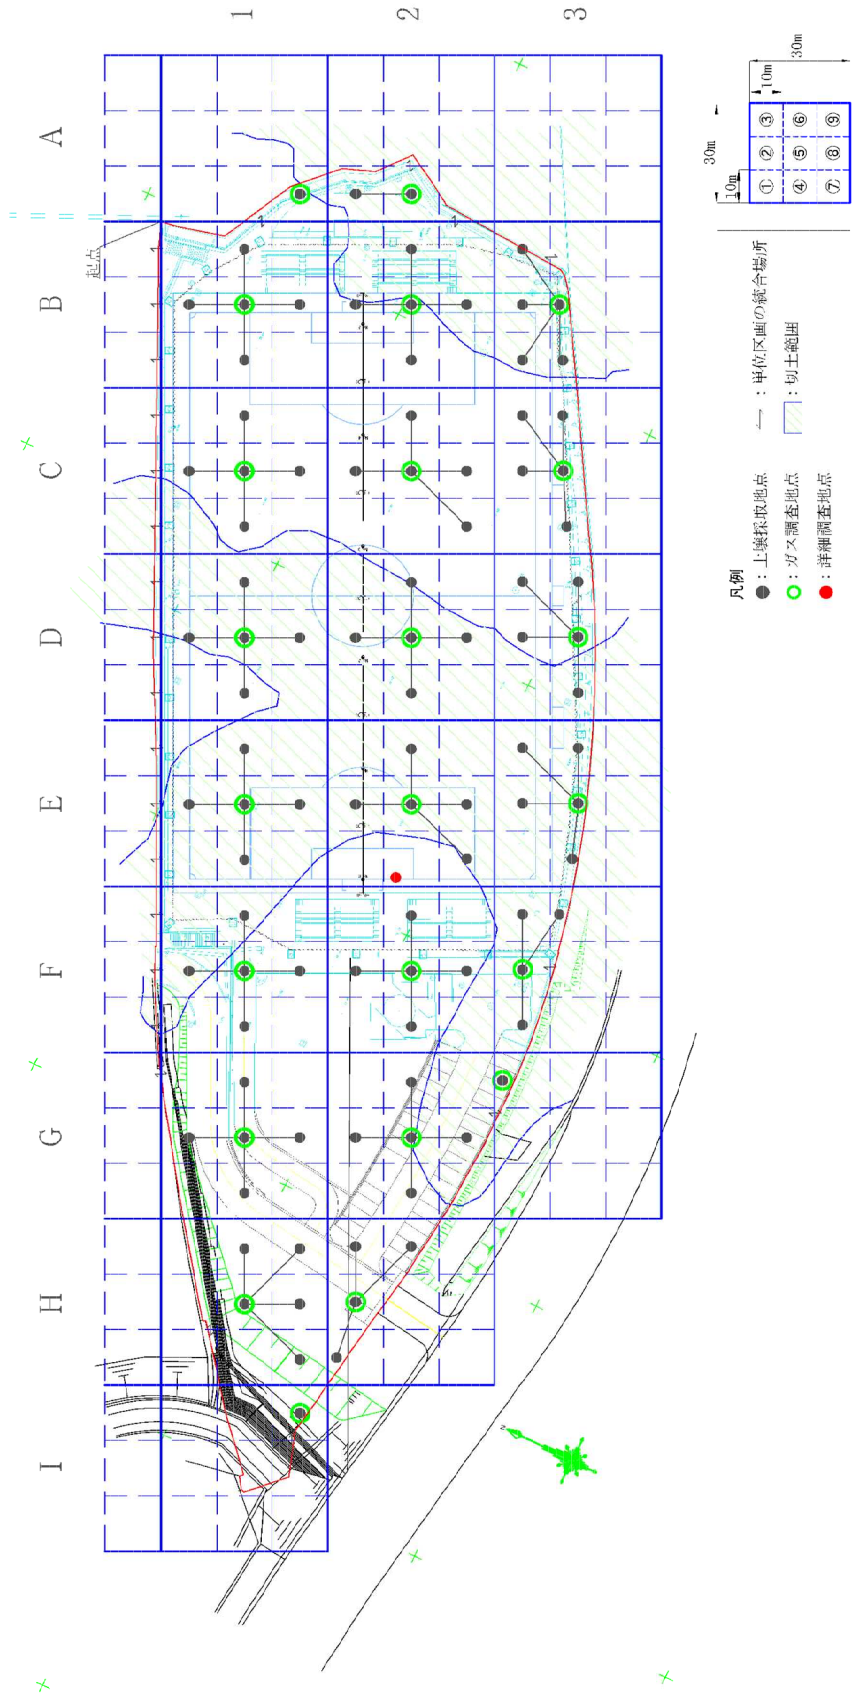 1
2
3
A
B
C
D
E
F
G
H
I
起点
凡例
：土壌採取地点
：ガス調査地点
：詳細調査地点
：単位区画の統合場所
：切土範囲
30m
10m
10m
30m
① ② ③
④ ⑤ ⑥
⑦ ⑧ ⑨